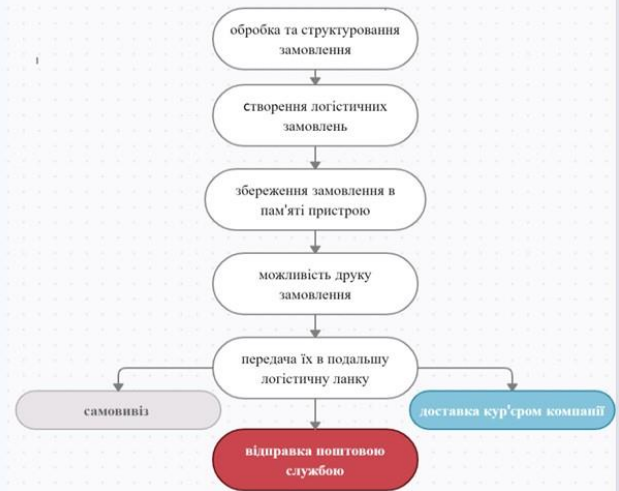 обробка та структуровання
замовлення
створення логістичних
замовлень
збереження замовлення в
пам'яті пристрою
можливість друку
замовлення
передача їх в подальшу
логістичну ланку
самовивіз
доставка кур'єром компанії
відправка поштовою
службою